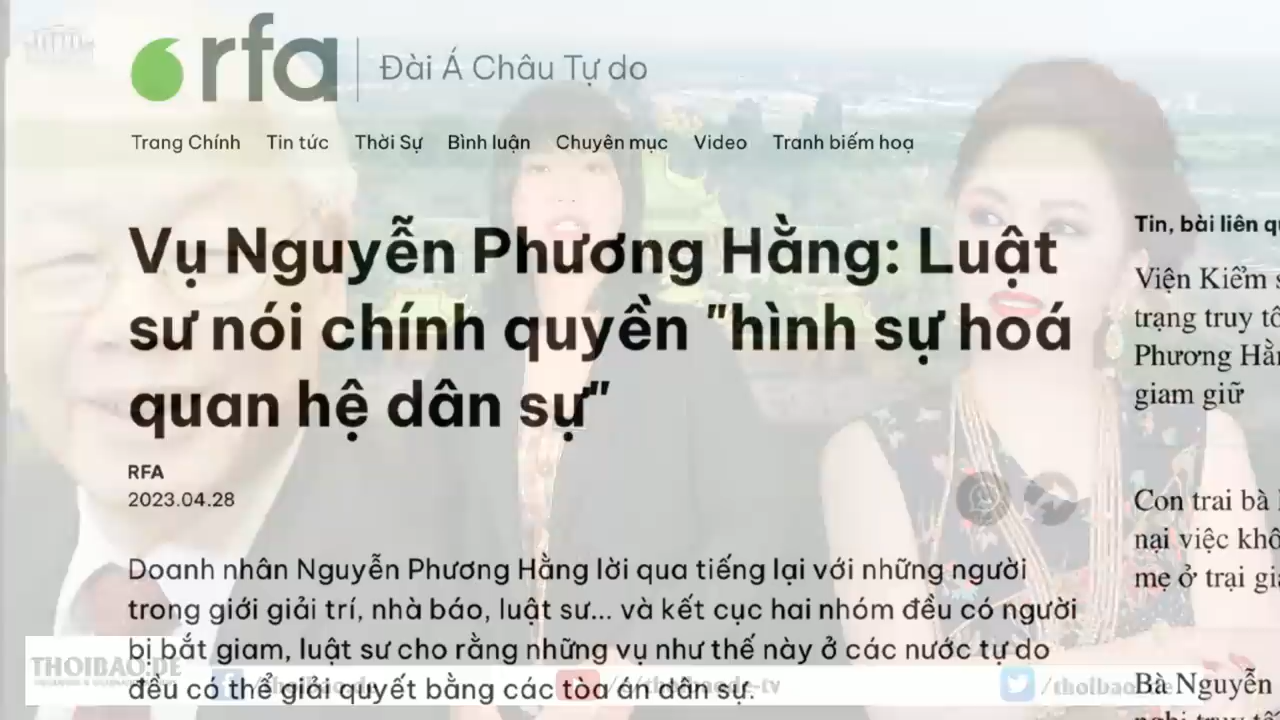 rfa
Đài Á Châu Tự do
Trang Chính Tin tức Thời Sự Bình luận Chuyên mục Video Tranh biếm hoạ
Vụ Nguyễn Phương Hằng: Luật
sư nói chính quyền "hình sự hoá
quan hệ dân sự"
RFA
2023.04.28
Doanh nhân Nguyễn Phương Hằng lời qua tiếng lại với những người
trong giới giải trí, nhà báo, luật sư... và kết cục hai nhóm đều có người
bị bắt giam, luật sư cho rằng những vụ như thế này ở các nước tự do
đều có thể giải quyết bằng các tòa án dân sự.
Tin, bài liên q
Viện Kiểm s
trạng truy tố
Phương Hằn
giam giữ
Con trai bà
nại việc khô
mẹ ở trại gi
Bà Nguyễn
THOIBAO.DE
/thoibao.de